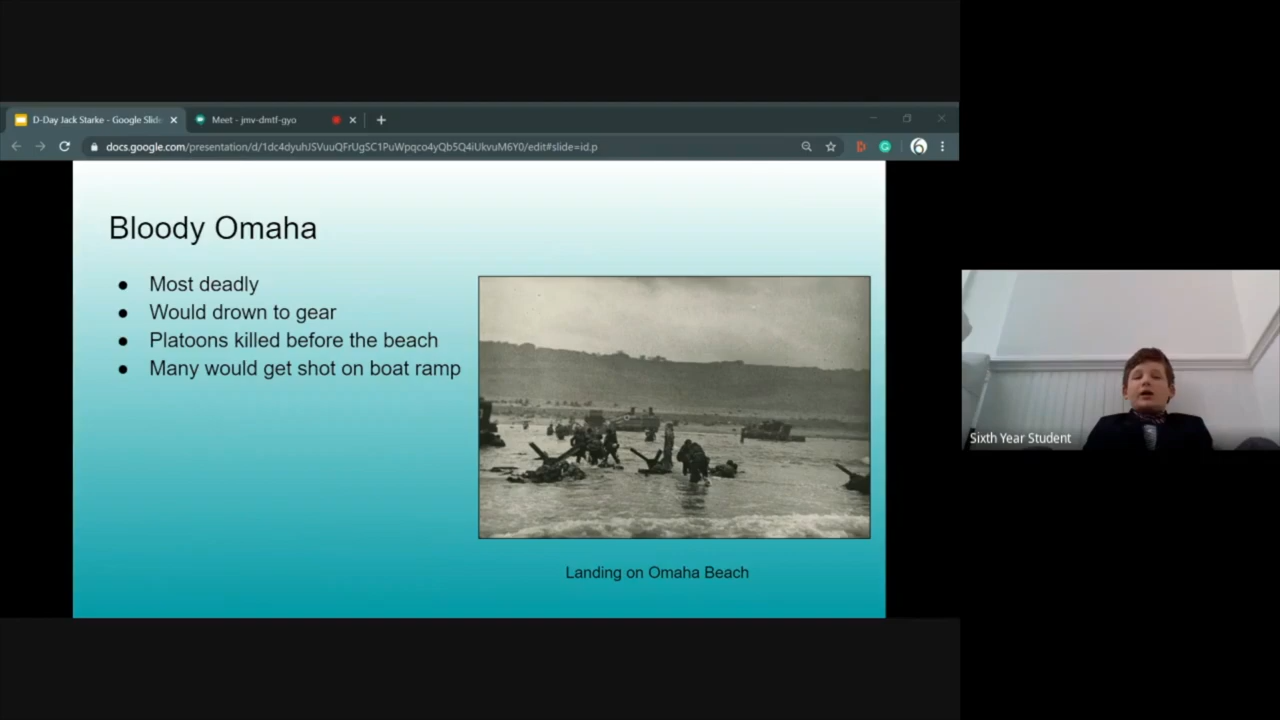 D-Day Jack Starke - Google Slide
Meet - jmv-dmtf-gyo
docs.google.com/presentation/d/1dc4dyuhJSVuuQFrUgSC1PuWpqco4yQb5Q4iUkvuM6Y0/edit#slide=id.p
Bloody Omaha
Most deadly
Would drown to gear
Platoons killed before the beach
Many would get shot on boat ramp
Landing on Omaha Beach
Sixth Year Student